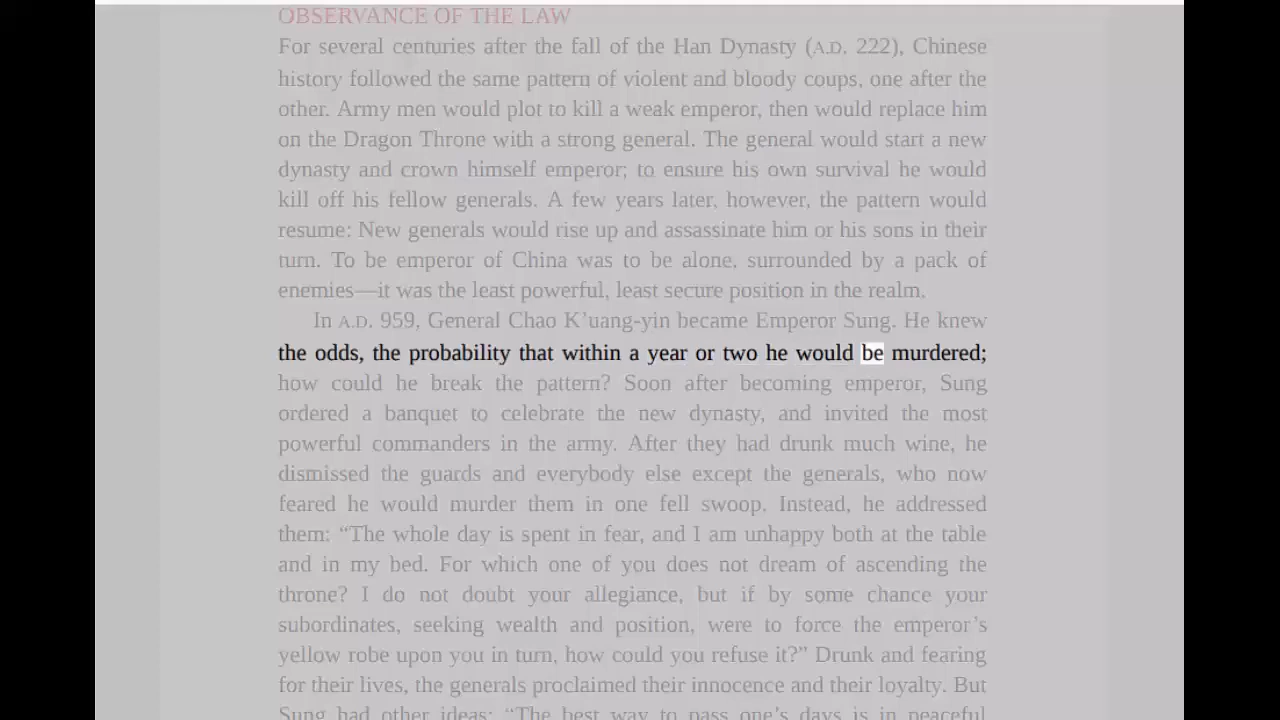 OBSERVANCE OF THE LAW
For several centuries after the fall of the Han Dynasty (A.D. 222), Chinese
history followed the same pattern of violent and bloody coups, one after the
other. Army men would plot to kill a weak emperor, then would replace him
on the Dragon Throne with a strong general. The general would start a new
dynasty and crown himself emperor; to ensure his own survival he would
kill off his fellow generals. A few years later, however, the pattern would
resume: New generals would rise up and assassinate him or his sons in their
turn. To be emperor of China was to be alone, surrounded by a pack of
enemies—it was the least powerful, least secure position in the realm.
In A.D. 959, General Chao K’uang-yin became Emperor Sung. He knew
the odds, the probability that within a year or two he would be murdered;
how could he break the pattern? Soon after becoming emperor, Sung
ordered a banquet to celebrate the new dynasty, and invited the most
powerful commanders in the army. After they had drunk much wine, he
dismissed the guards and everybody else except the generals, who now
feared he would murder them in one fell swoop. Instead, he addressed
them: “The whole day is spent in fear, and I am unhappy both at the table
and in my bed. For which one of you does not dream of ascending the
throne? I do not doubt your allegiance, but if by some chance your
subordinates, seeking wealth and position, were to force the emperor’s
yellow robe upon you in turn, how could you refuse it?” Drunk and fearing
for their lives, the generals proclaimed their innocence and their loyalty. But
Sung had other ideas: “The best way to pass one’s days is in peaceful